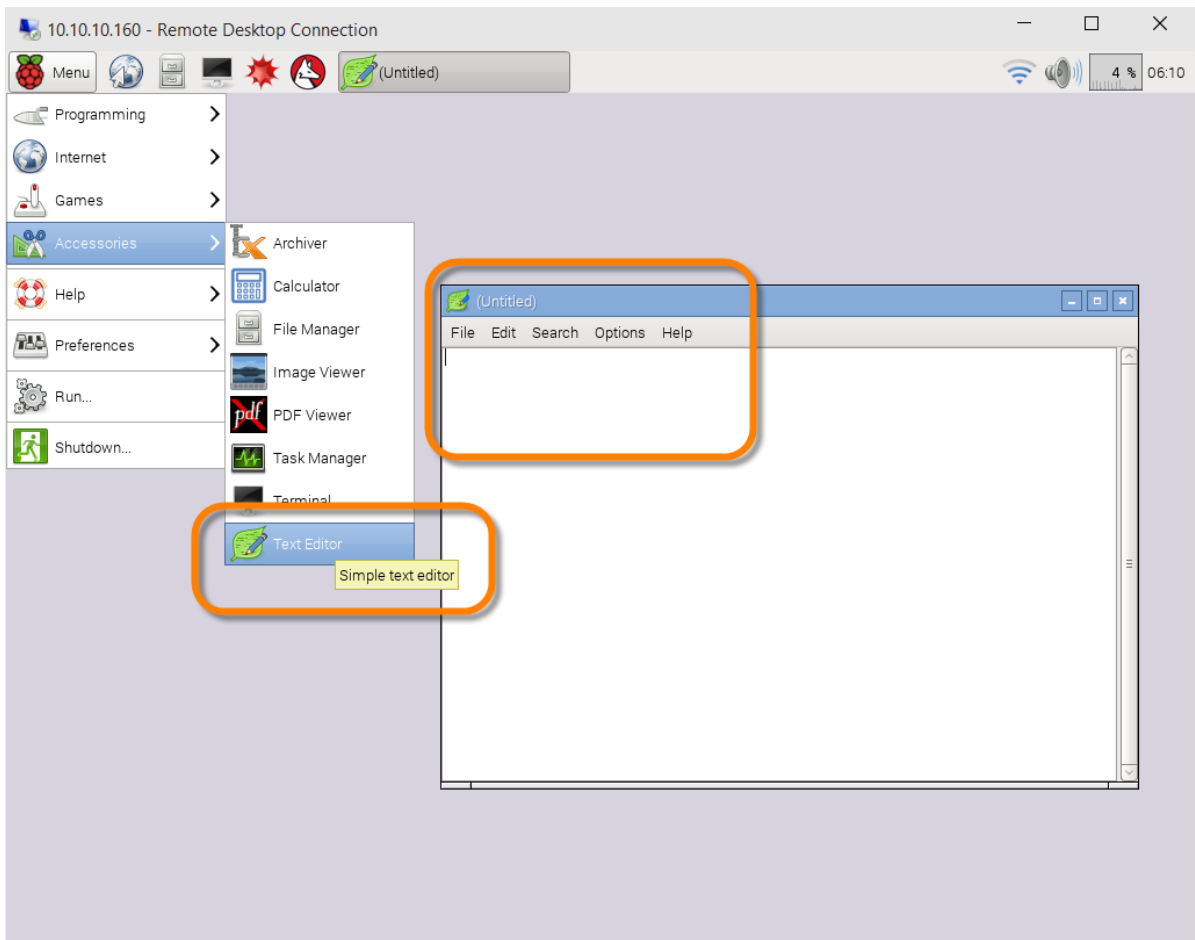 10.10.10.160 - Remote Desktop Connection
Menu
(Untitled)
4 %
06:10
Programming
Internet
Games
Accessories
Help
Preferences
Run...
Shutdown...
Archiver
Calculator
File Manager
Image Viewer
pdf
PDF Viewer
Task Manager
Terminal
Text Editor
Simple text editor
(Untitled)
File Edit Search Options Help